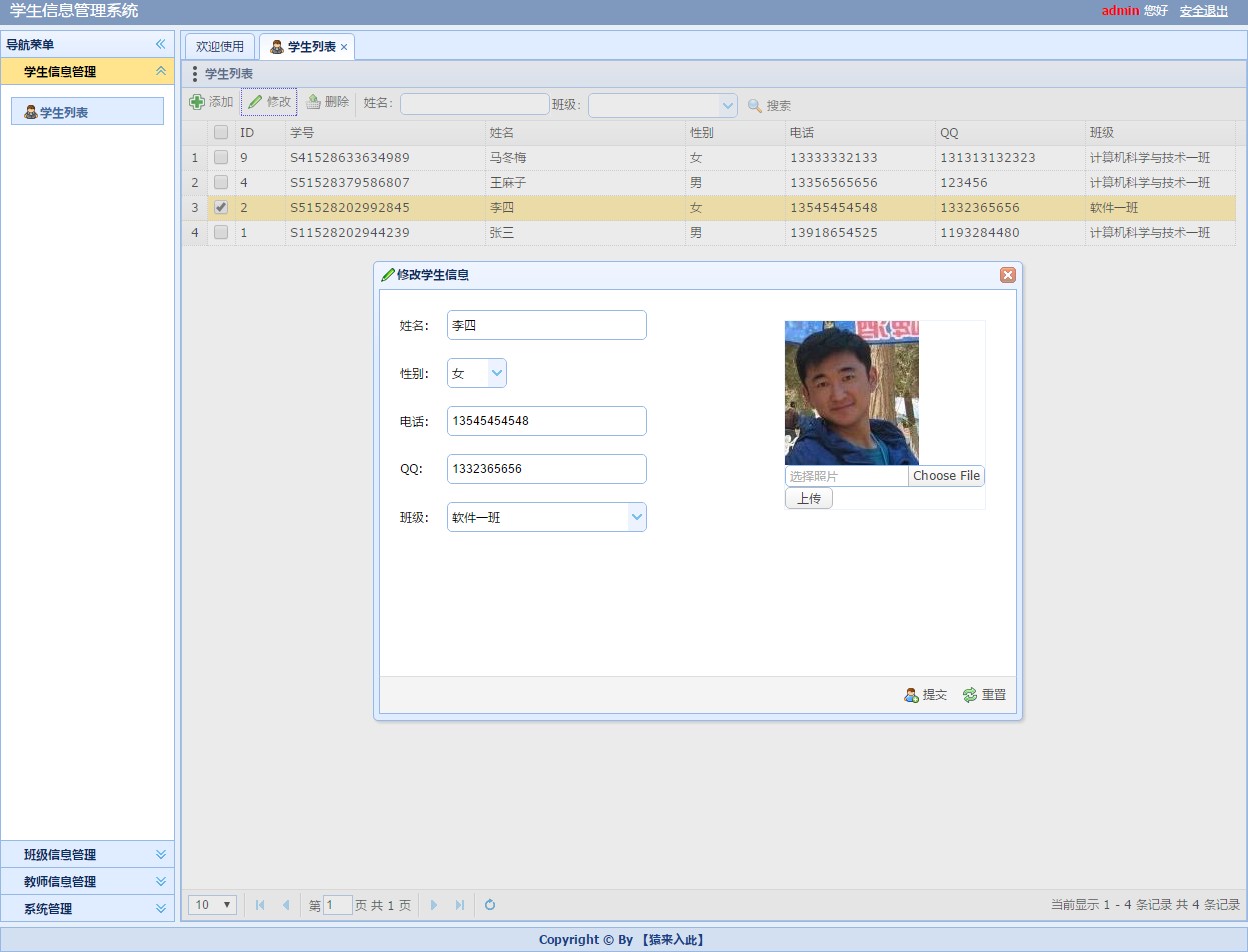 学生信息管理系统
admin 您好 安全退出
导航菜单
学生信息管理
学生列表
班级信息管理
教师信息管理
系统管理
欢迎使用 学生列表
学生列表
添加 修改 删除 姓名: 班级: 搜索
ID 学号 姓名 性别 电话 QQ 班级
1 9 S41528633634989 马冬梅 女 13333332133 131313132323 计算机科学与技术一班
2 4 S51528379586807 王麻子 男 13356565656 123456 计算机科学与技术一班
3 2 S51528202992845 李四 女 13545454548 1332365656 软件一班
4 1 S11528202944239 张三 男 13918654525 1193284480 计算机科学与技术一班
修改学生信息
姓名: 李四
性别: 女
电话: 13545454548
QQ: 1332365656
班级: 软件一班
选择照片 Choose File
上传
提交 重置
10 第 1 页 共 1 页
当前显示 1 - 4 条记录 共 4 条记录
Copyright © By 【猿来入此】